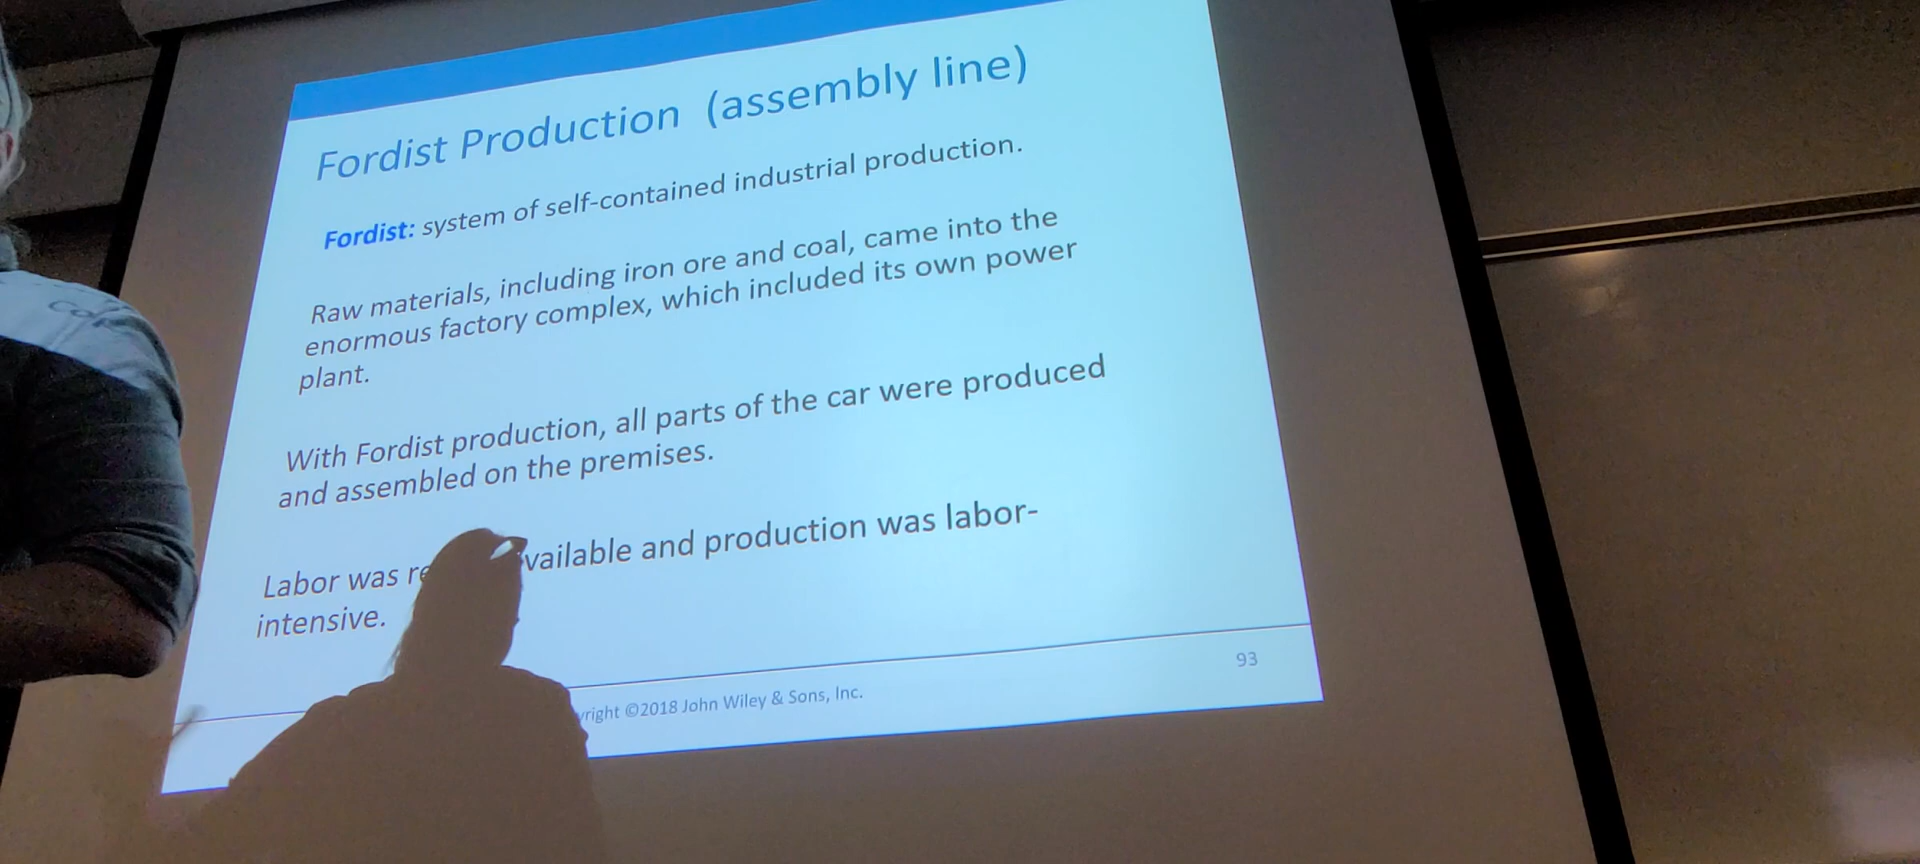 Fordist Production (assembly line)
Fordist: system of self-contained industrial production.
Raw materials, including iron ore and coal, came into the
enormous factory complex, which included its own power
plant.
With Fordist production, all parts of the car were produced
and assembled on the premises.
Labor was re vailable and production was labor-
intensive.
93
right ©2018 John Wiley & Sons, Inc.